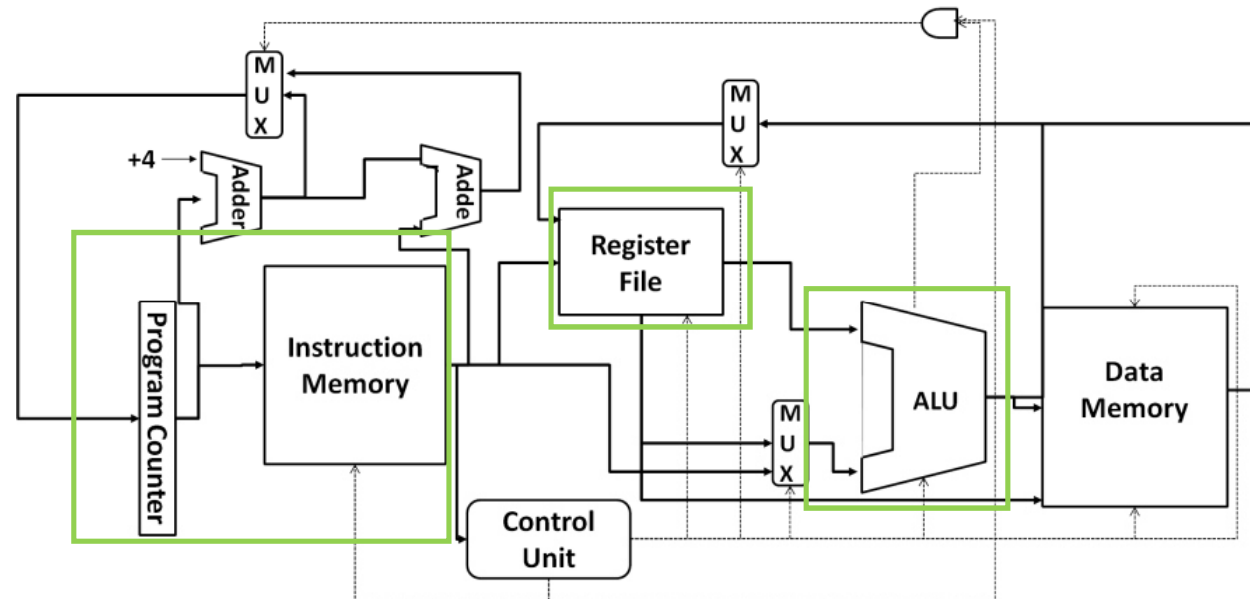 M
U
X
M
U
X
+4
Adder
Adde
Register
File
Program Counter
Instruction
Memory
ALU
Data
Memory
M
U
X
Control
Unit